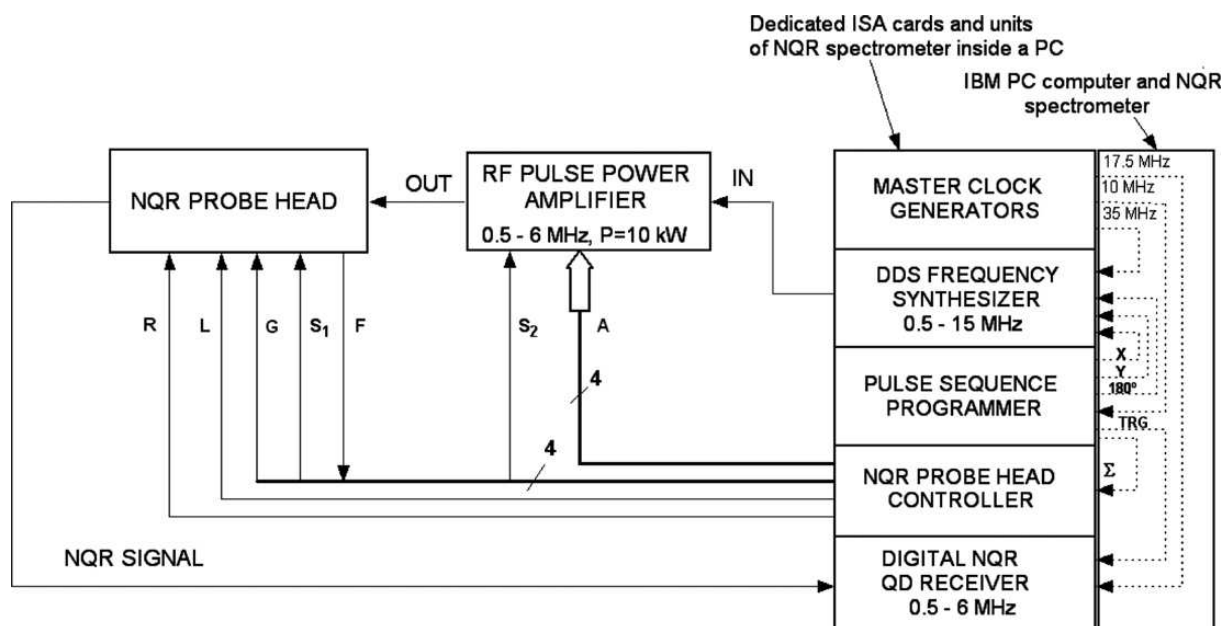 Dedicated ISA cards and units
of NQR spectrometer inside a PC
IBM PC computer and NQR
spectrometer
NQR PROBE HEAD
OUT
RF PULSE POWER
AMPLIFIER
0.5 - 6 MHz, P=10 kW
IN
MASTER CLOCK
GENERATORS
17.5 MHz
10 MHz
35 MHz
DDS FREQUENCY
SYNTHESIZER
0.5 - 15 MHz
R
L
G
S1
F
S2
A
4
4
X
Y
180º
PULSE SEQUENCE
PROGRAMMER
TRG
NQR PROBE HEAD
CONTROLLER
Σ
NQR SIGNAL
DIGITAL NQR
QD RECEIVER
0.5 - 6 MHz